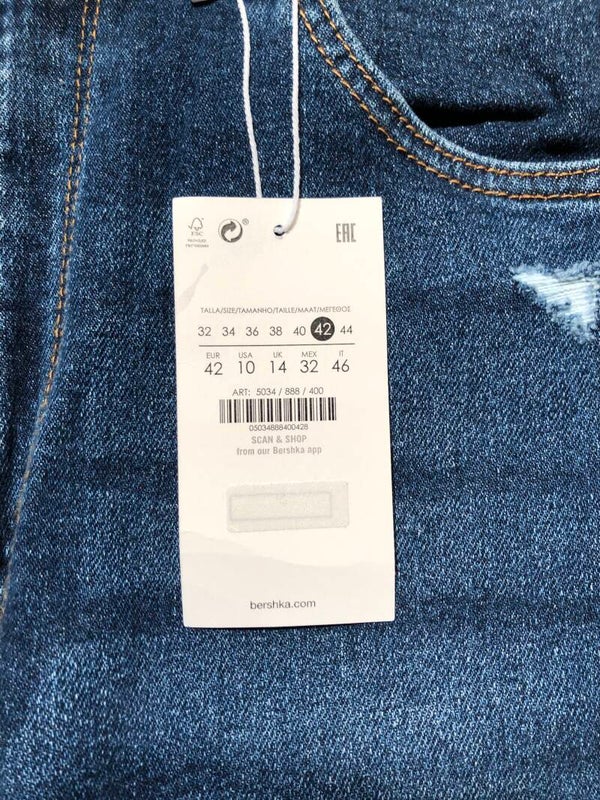 FSC
EAC
TALLA/SIZE/TAMANHO/TAILLE/MAAT/ΜΕΓΕΘΟΣ
32 34 36 38 40 42 44
EUR USA UK MEX IT
42 10 14 32 46
ART: 5034 / 888 / 400
05034888400428
SCAN & SHOP
from our Bershka app
bershka.com